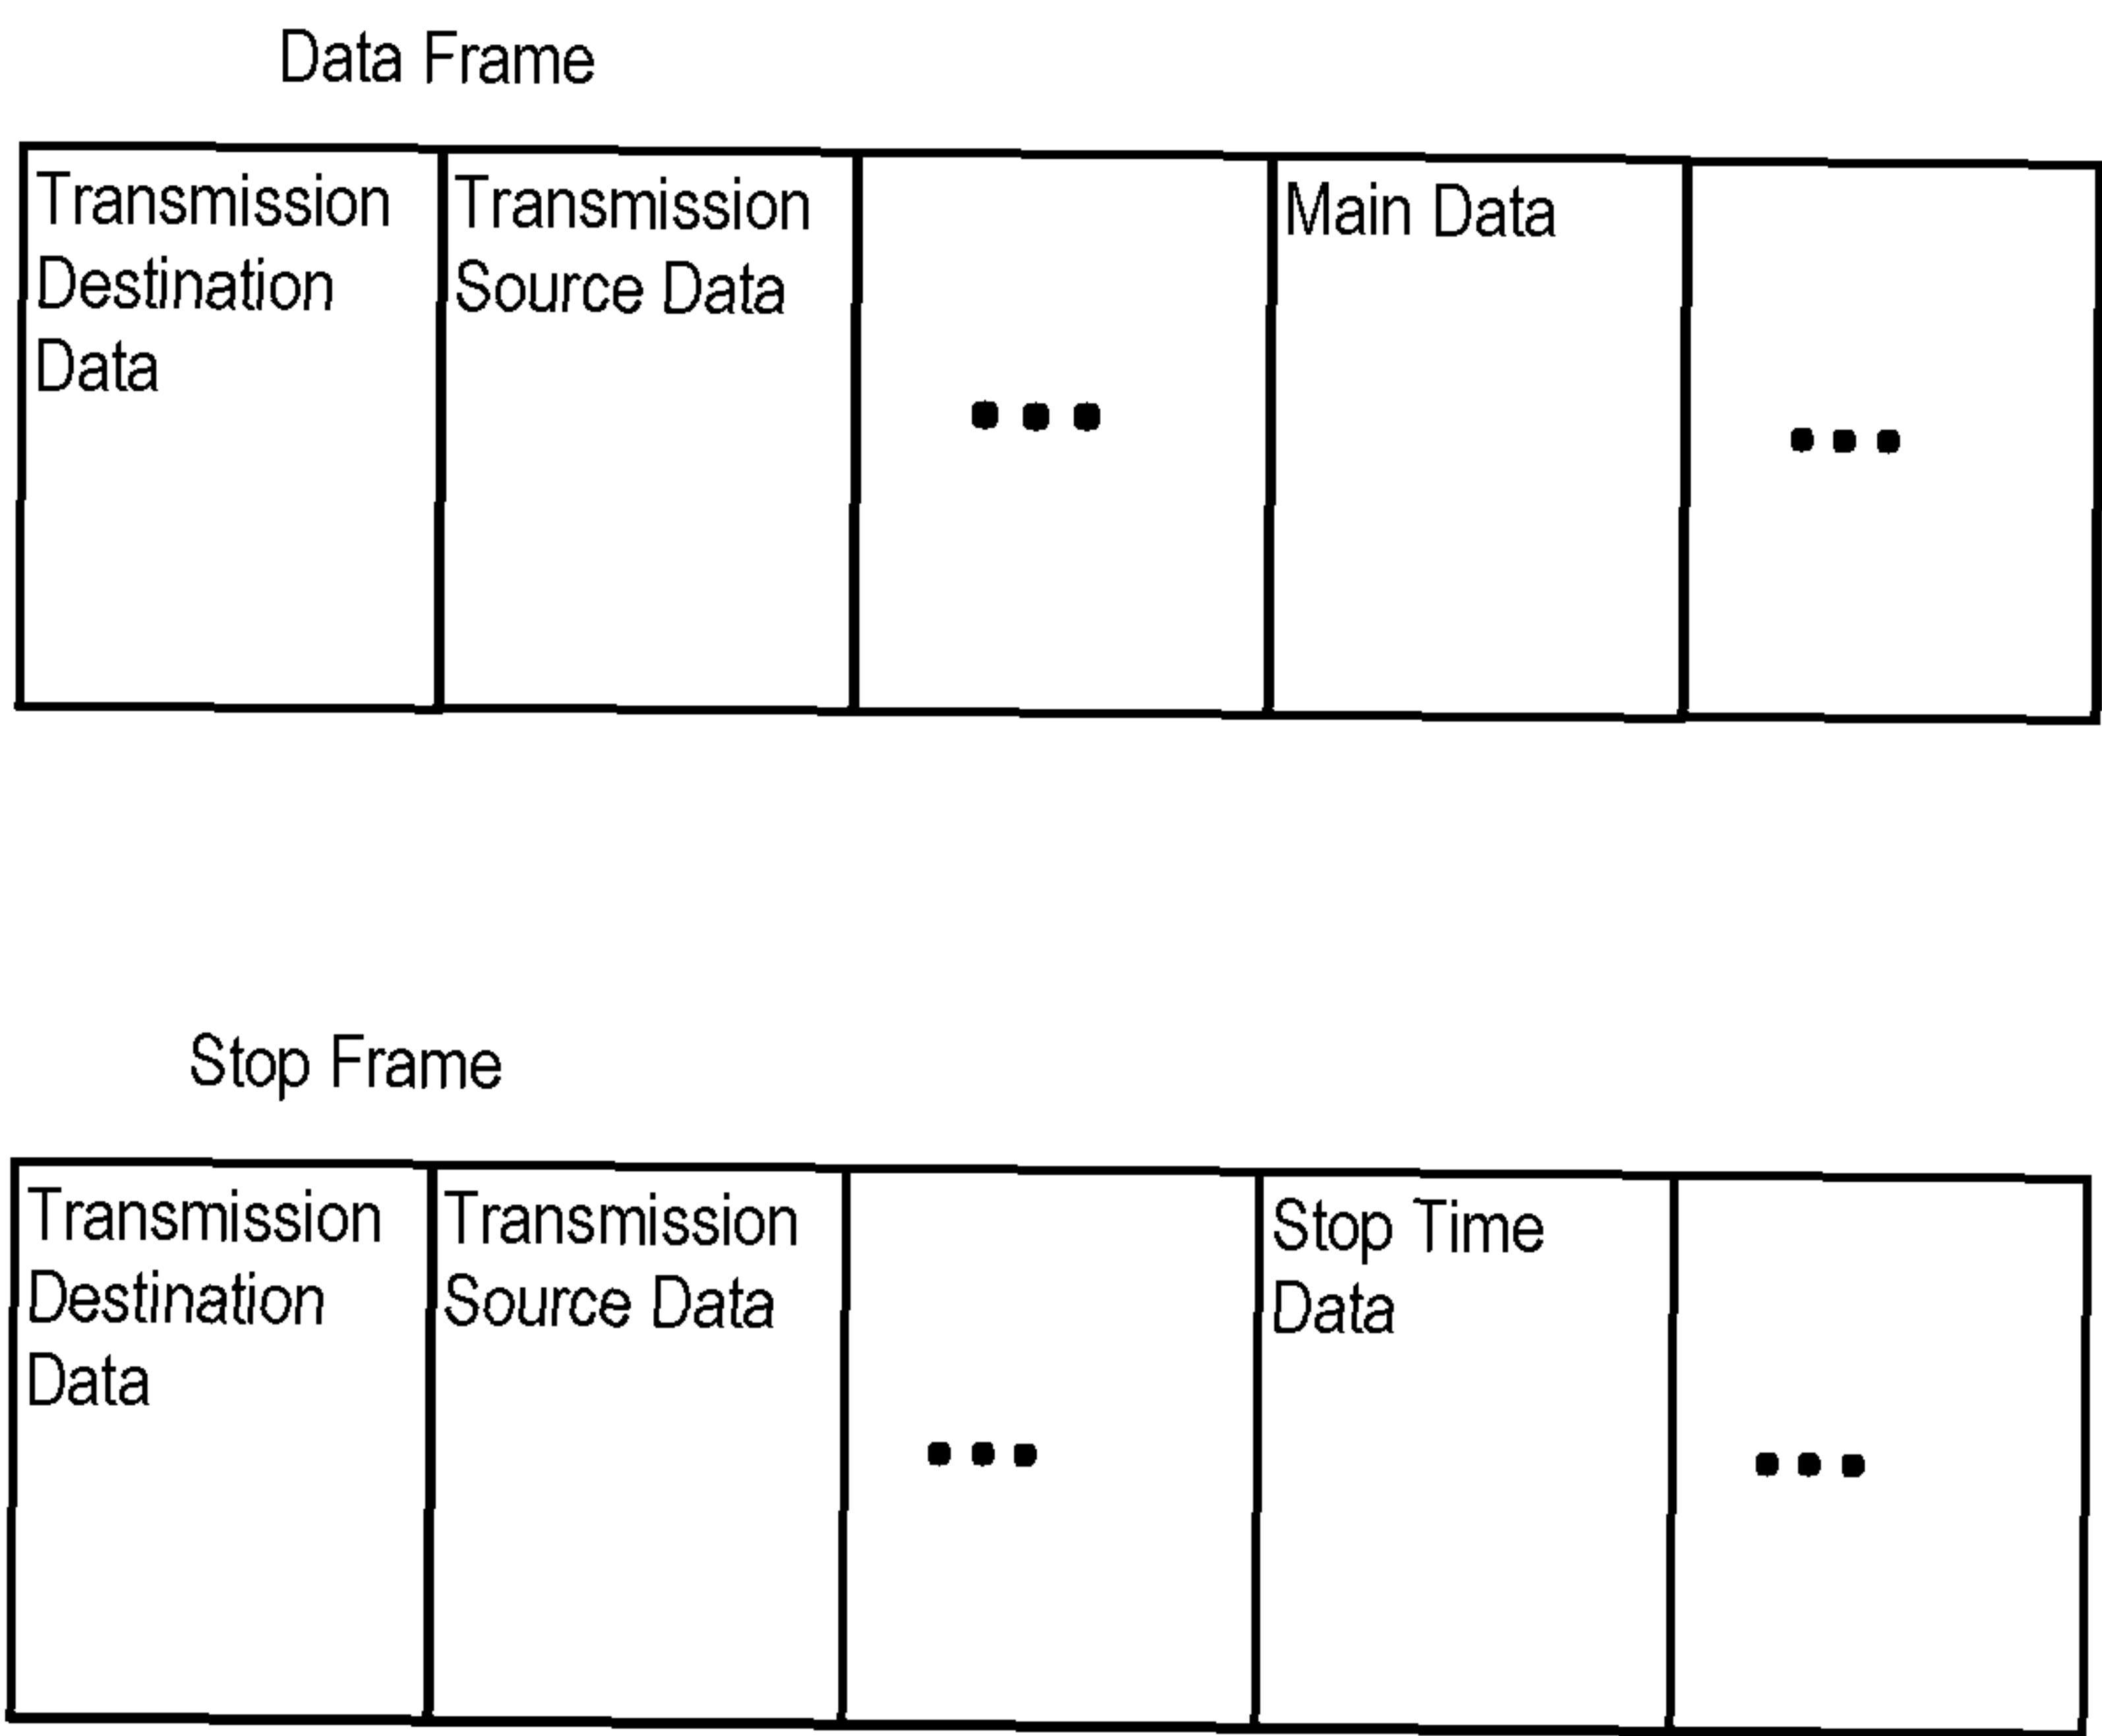 Data Frame
Transmission
Destination
Data
Transmission
Source Data
...
Main Data
...
Stop Frame
Transmission
Destination
Data
Transmission
Source Data
...
Stop Time
Data
...